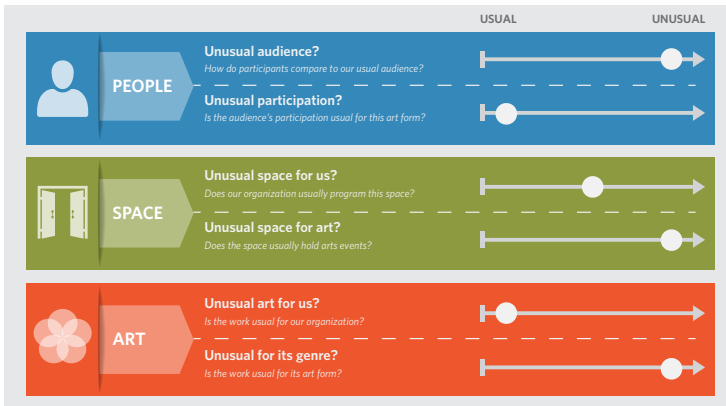 USUAL UNUSUAL
PEOPLE
Unusual audience?
How do participants compare to our usual audience?
Unusual participation?
Is the audience's participation usual for this art form?
SPACE
Unusual space for us?
Does our organization usually program this space?
Unusual space for art?
Does the space usually hold arts events?
ART
Unusual art for us?
Is the work usual for our organization?
Unusual for its genre?
Is the work usual for its art form?